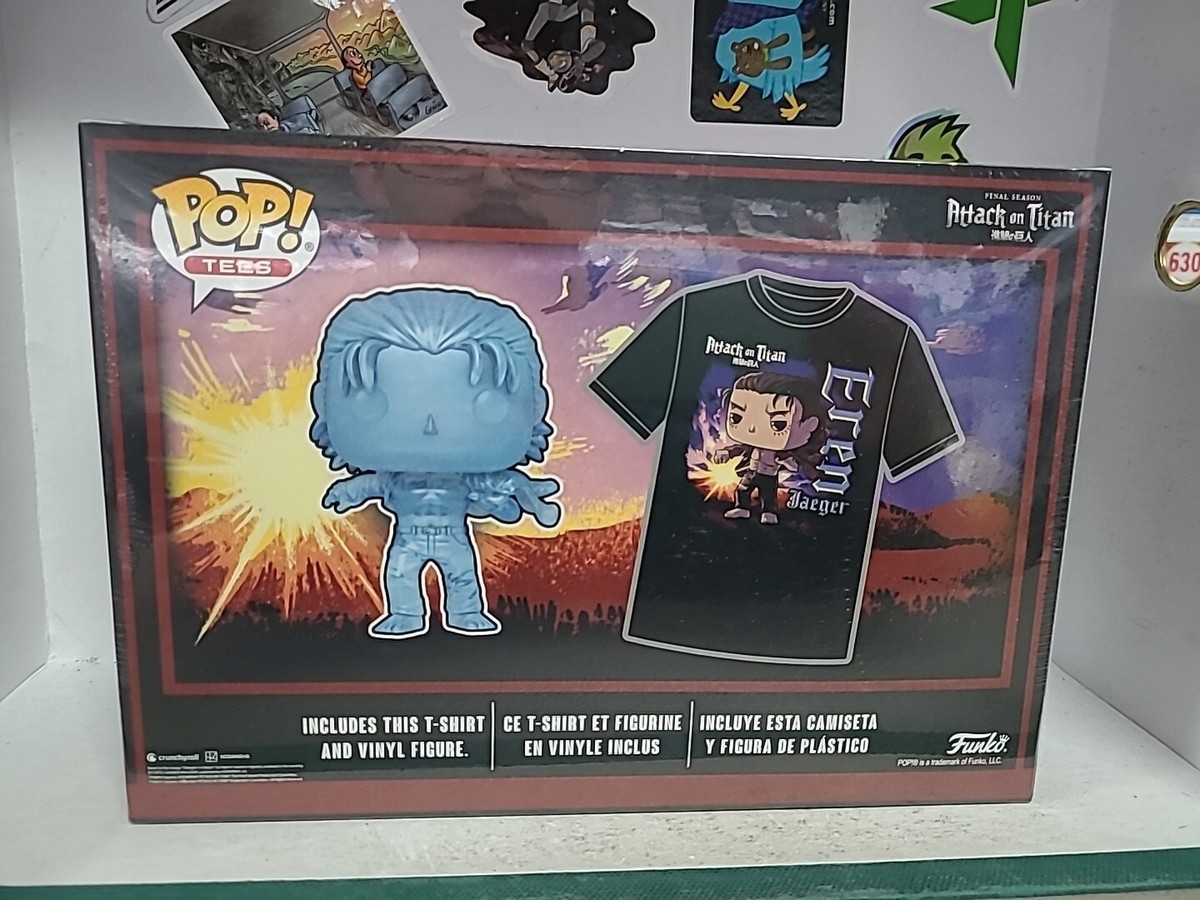 .com
POP!
TEES
®
FINAL SEASON
Attack on Titan
進撃の巨人
630
Attack on Titan
進撃の巨人
Eren
Jaeger
INCLUDES THIS T-SHIRT
AND VINYL FIGURE.
CE T-SHIRT ET FIGURINE
EN VINYLE INCLUS
INCLUYE ESTA CAMISETA
Y FIGURA DE PLÁSTICO
crunchyroll
Funko
POP!® is a trademark of Funko, LLC.